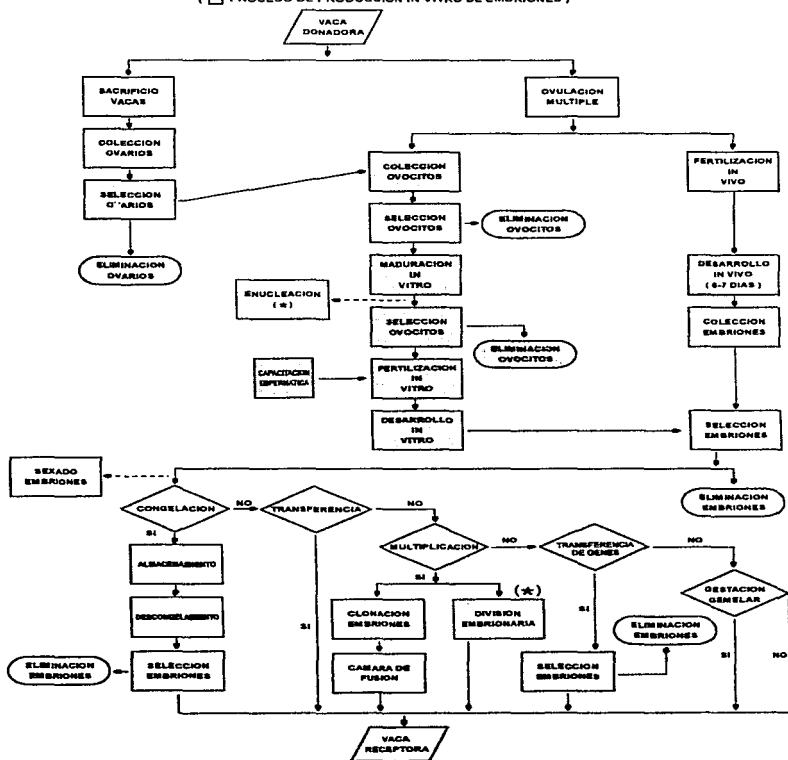 ( PROCESO DE PRODUCCION IN VITRO DE EMBRIONES )
VACA
DONADORA
SACRIFICIO
VACAS
OVULACION
MULTIPLE
COLECCION
OVARIOS
COLECCION
OVOCITOS
FERTILIZACION
IN
VIVO
SELECCION
O''ARIOS
SELECCION
OVOCITOS
ELIMINACION
OVOCITOS
ELIMINACION
OVARIOS
MADURACION
IN
VITRO
DESARROLLO
IN VIVO
( 6-7 DIAS )
ENUCLEACION
( * )
SELECCION
OVOCITOS
COLECCION
EMBRIONES
ELIMINACION
OVOCITOS
CAPACITACION
ESPERMATICA
FERTILIZACION
IN
VITRO
DESARROLLO
IN
VITRO
SELECCION
EMBRIONES
SEXADO
EMBRIONES
ELIMINACION
EMBRIONES
CONGELACION
NO
TRANSFERENCIA
NO
SI
MULTIPLICACION
NO
TRANSFERENCIA
DE GENES
NO
ALMACENAMIENTO
SI
( * )
GESTACION
GEMELAR
DESCONGELAMIENTO
CLONACION
EMBRIONES
DIVISION
EMBRIONARIA
SI
SI
ELIMINACION
EMBRIONES
SI
NO
ELIMINACION
EMBRIONES
SELECCION
EMBRIONES
CAMARA DE
FUSION
SELECCION
EMBRIONES
VACA
RECEPTORA